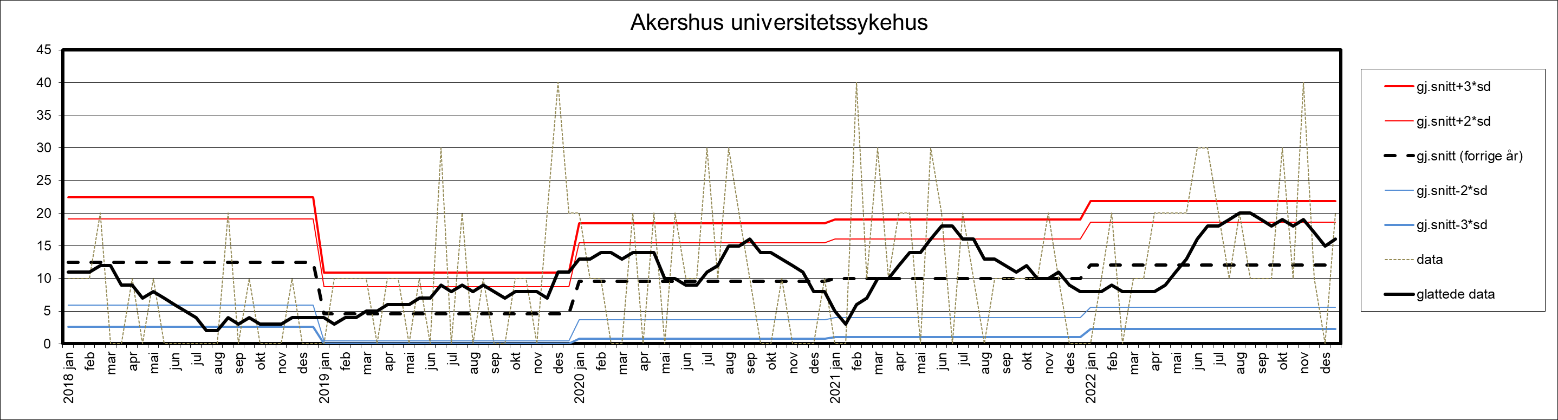 Akershus universitetssykehus
45
40
35
30
25
20
15
10
5
0
2018 jan
feb
mar
apr
mai
jun
jul
aug
sep
okt
nov
des
2019 jan
feb
mar
apr
mai
jun
jul
aug
sep
okt
nov
des
2020 jan
feb
mar
apr
mai
jun
jul
aug
sep
okt
nov
des
2021 jan
feb
mar
apr
mai
jun
jul
aug
sep
okt
nov
des
2022 jan
feb
mar
apr
mai
jun
jul
aug
sep
okt
nov
des
gj.snitt+3*sd
gj.snitt+2*sd
gj.snitt (forrige år)
gj.snitt-2*sd
gj.snitt-3*sd
data
glattede data